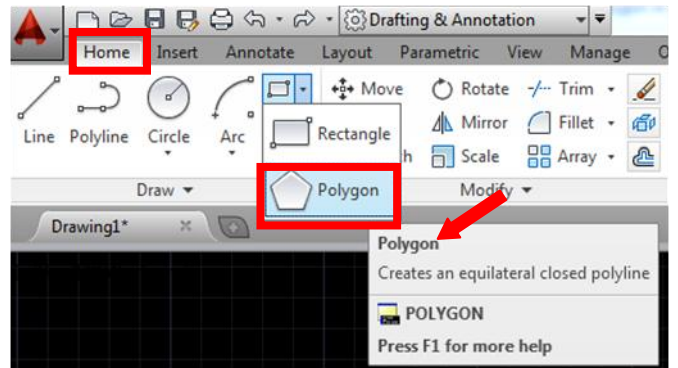 Drafting & Annotation
Home Insert Annotate Layout Parametric View Manage
Move Rotate Trim
Rectangle Mirror Fillet
Line Polyline Circle Arc
h Scale Array
Polygon
Draw Modify
Drawing1*
Polygon
Creates an equilateral closed polyline
POLYGON
Press F1 for more help